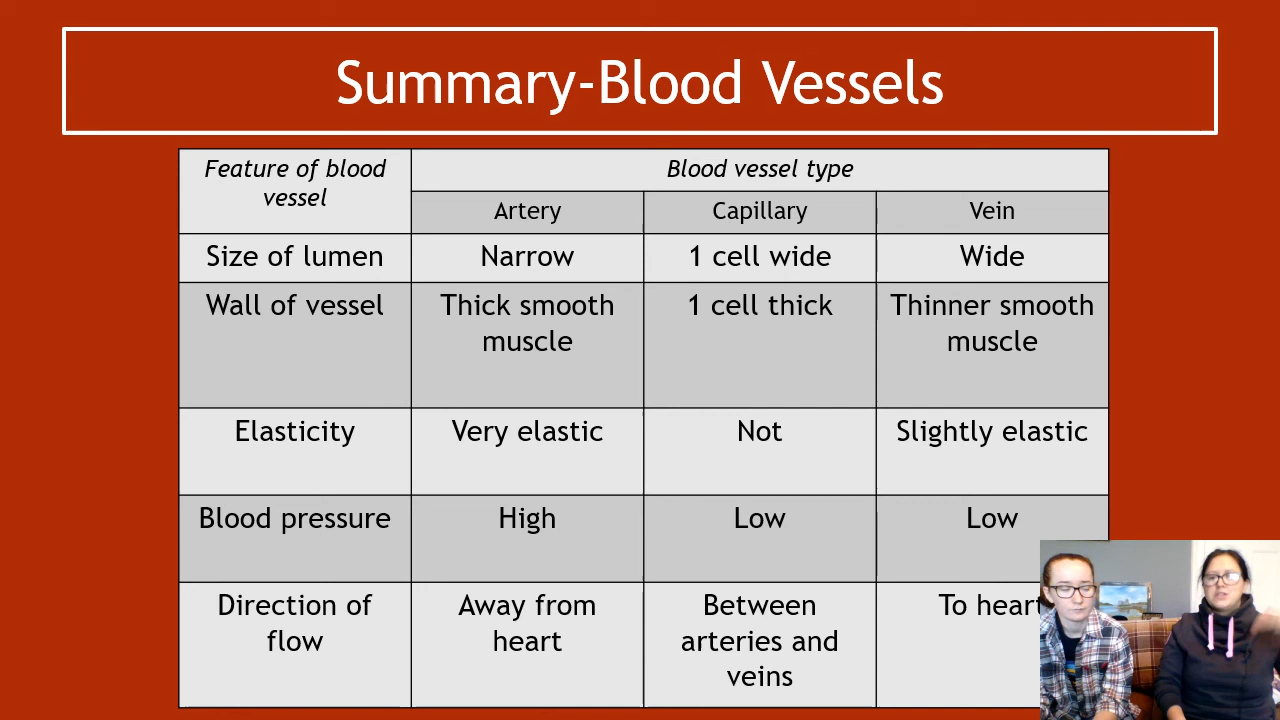 Summary-Blood Vessels
Feature of blood
vessel
Blood vessel type
Artery
Capillary
Vein
Size of lumen
Narrow
1 cell wide
Wide
Wall of vessel
Thick smooth
muscle
1 cell thick
Thinner smooth
muscle
Elasticity
Very elastic
Not
Slightly elastic
Blood pressure
High
Low
Low
Direction of
flow
Away from
heart
Between
arteries and
veins
To heart